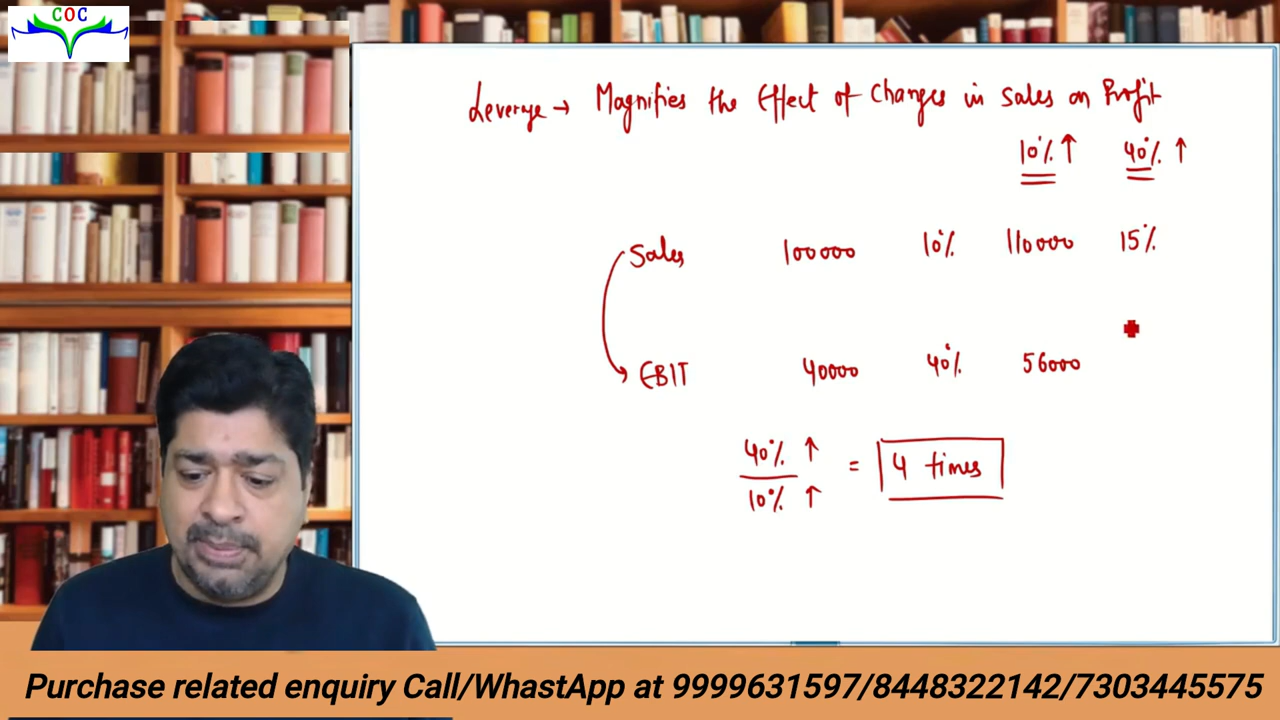 COC
Leverage → Magnifies the Effect of Changes in Sales on Profit
10% ↑ 40% ↑
Sales 100000 10% 110000 15%
EBIT 40000 40% 56000
40% ↑
10% ↑
= 4 times
Purchase related enquiry Call/WhastApp at 9999631597/8448322142/7303445575